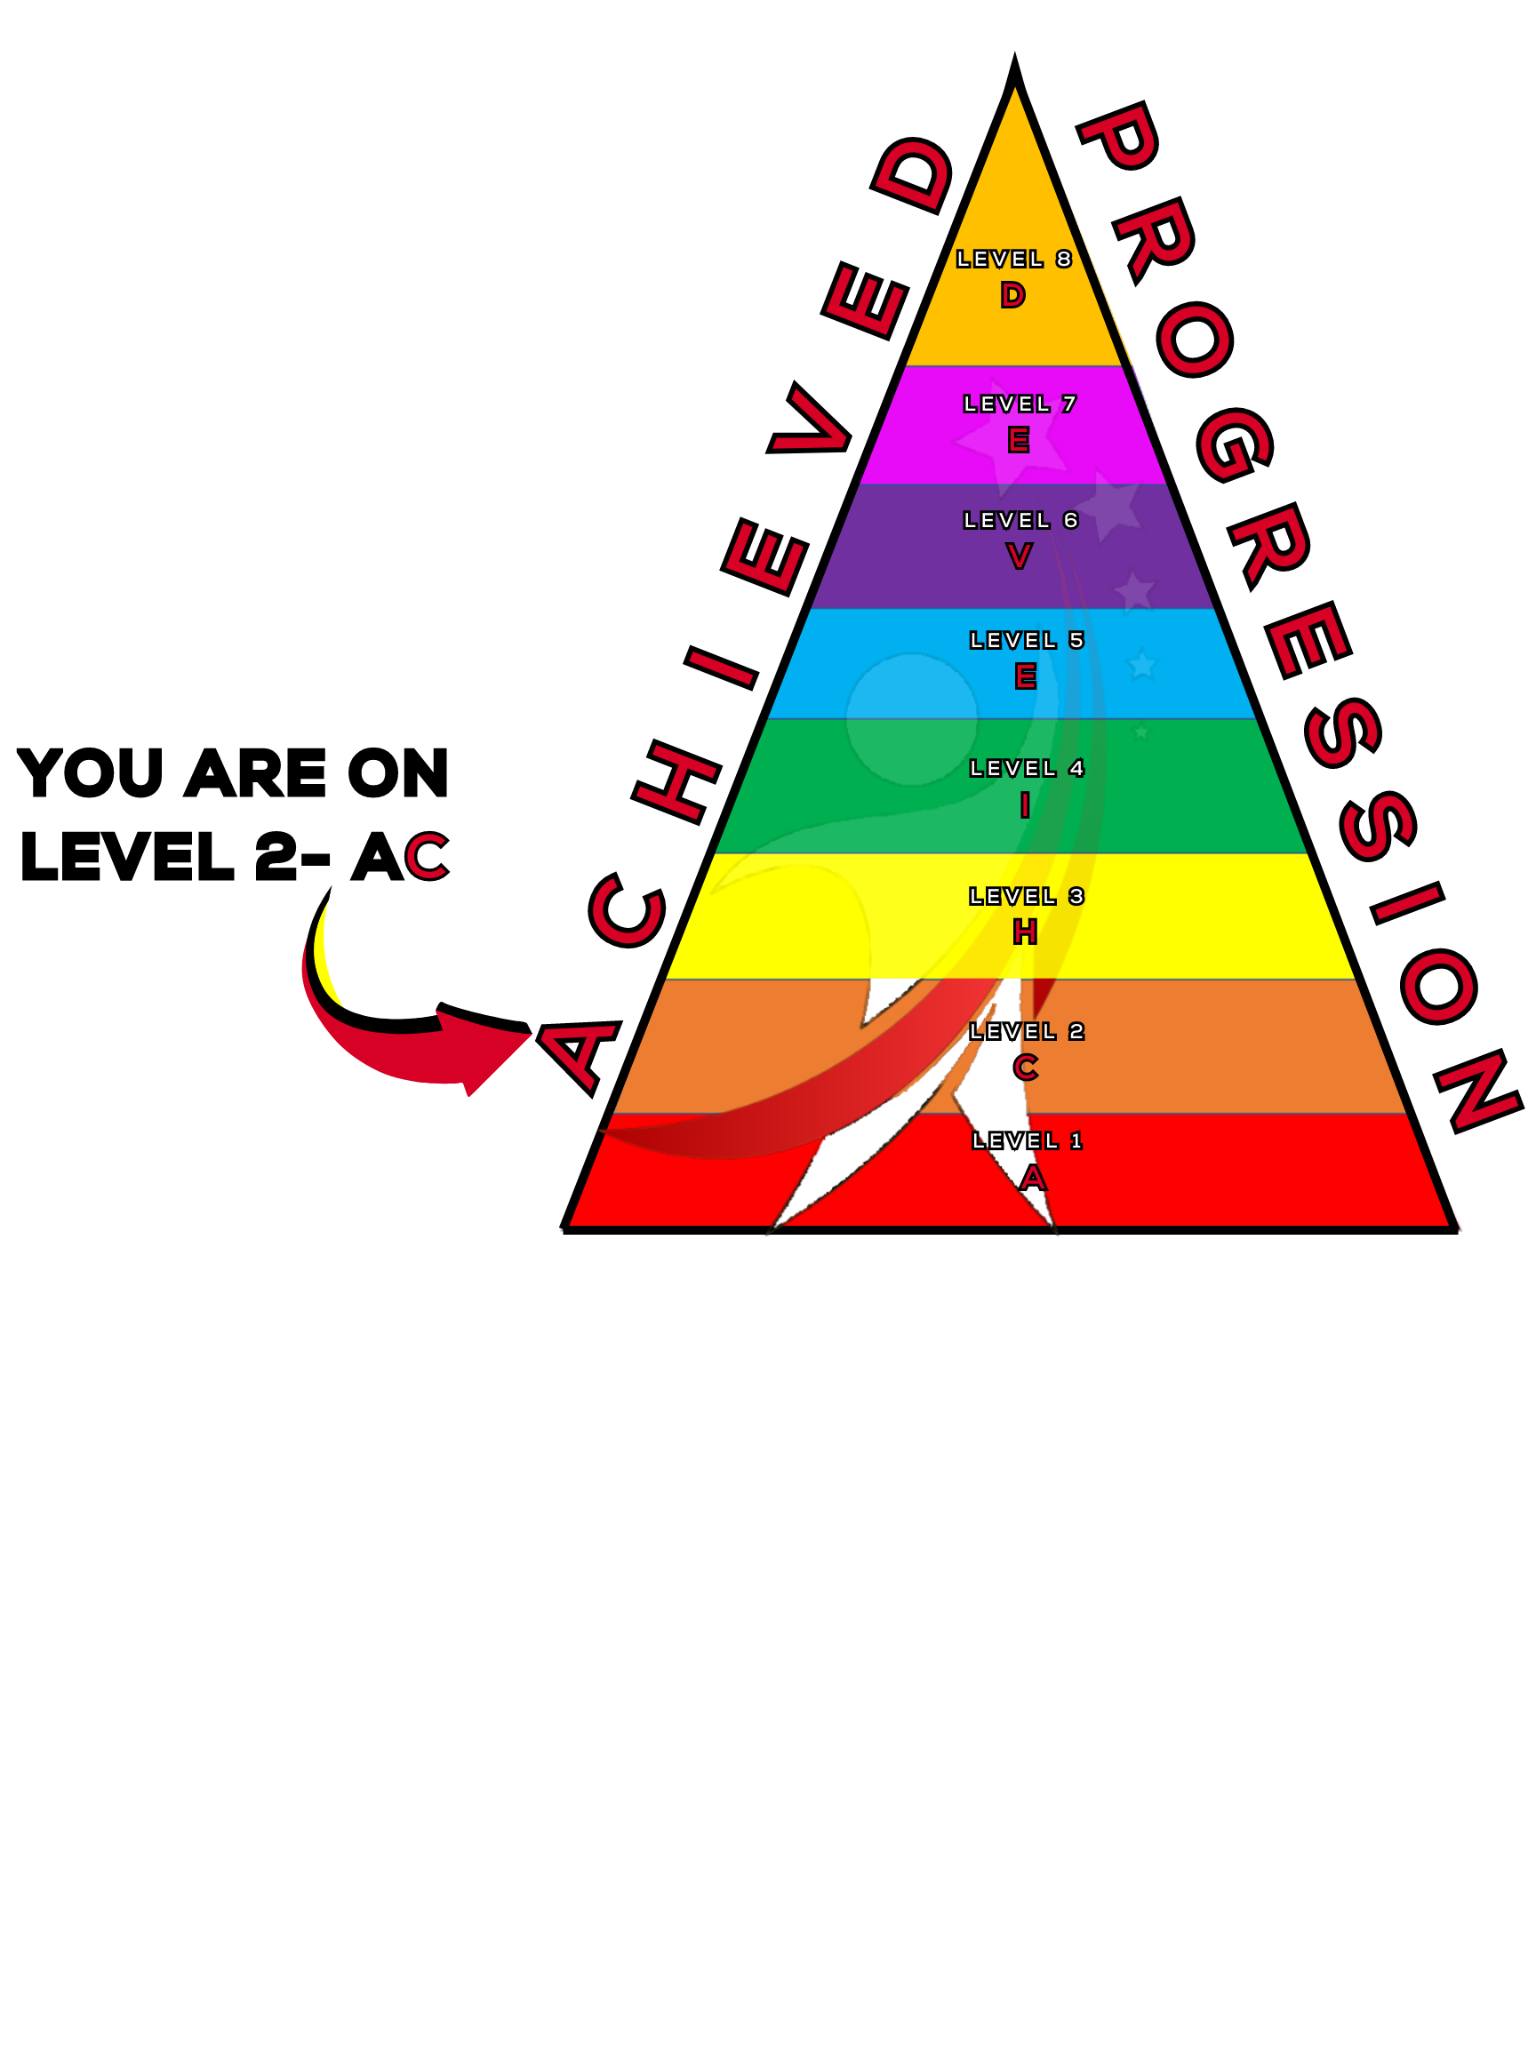 ACHIEVED
PROGRESSION
LEVEL 8
D
LEVEL 7
E
LEVEL 6
V
LEVEL 5
E
LEVEL 4
I
LEVEL 3
H
LEVEL 2
C
LEVEL 1
A
YOU ARE ON
LEVEL 2- AC